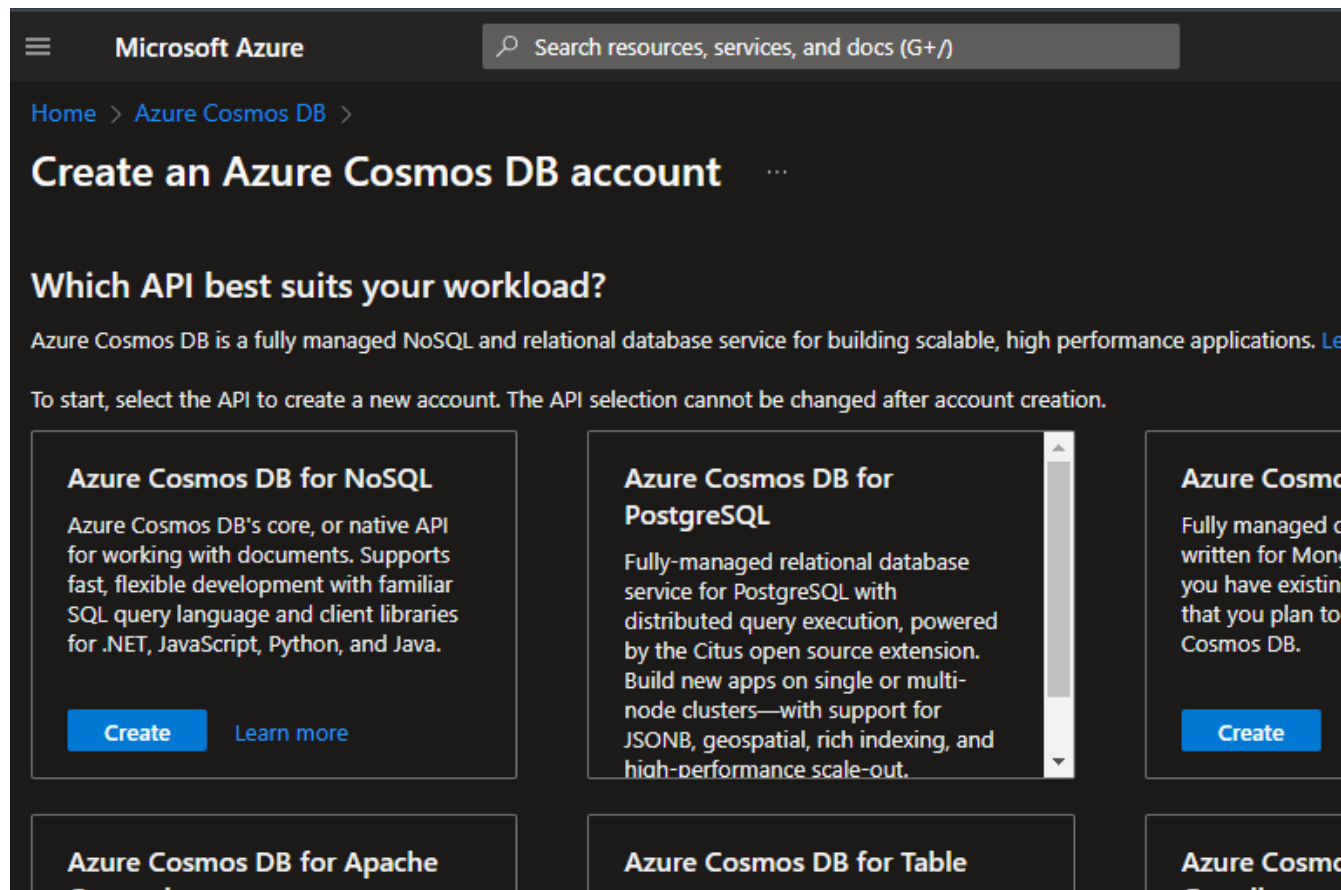 Microsoft Azure
Search resources, services, and docs (G+/)
Home > Azure Cosmos DB >
Create an Azure Cosmos DB account ...
Which API best suits your workload?
Azure Cosmos DB is a fully managed NoSQL and relational database service for building scalable, high performance applications. Le
To start, select the API to create a new account. The API selection cannot be changed after account creation.
Azure Cosmos DB for NoSQL
Azure Cosmos DB's core, or native API
for working with documents. Supports
fast, flexible development with familiar
SQL query language and client libraries
for .NET, JavaScript, Python, and Java.
Create
Learn more
Azure Cosmos DB for
PostgreSQL
Fully-managed relational database
service for PostgreSQL with
distributed query execution, powered
by the Citus open source extension.
Build new apps on single or multi-
node clusters—with support for
JSONB, geospatial, rich indexing, and
high-performance scale-out.
Azure Cosmo
Fully managed
written for Mong
you have existin
that you plan to
Cosmos DB.
Create
Azure Cosmos DB for Apache
Azure Cosmos DB for Table
Azure Cosmo